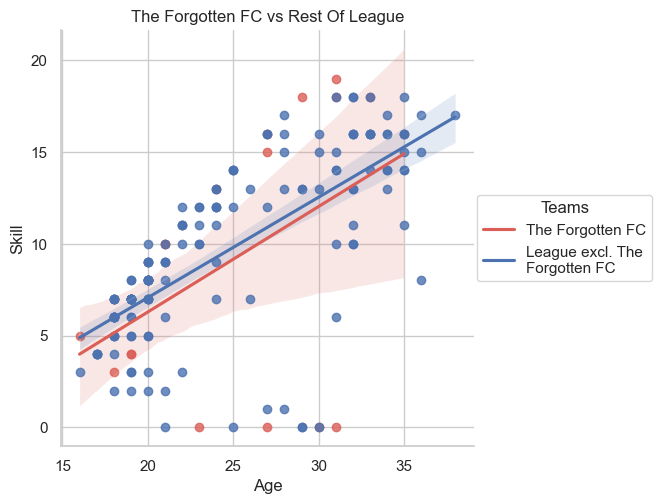 The Forgotten FC vs Rest Of League
20
15
10
5
0
Skill
15
20
25
30
35
Age
Teams
The Forgotten FC
League excl. The
Forgotten FC